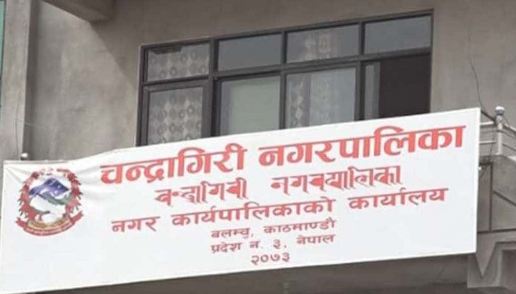 चन्द्रागिरी नगरपालिका
नगर कार्यपालिकाको कार्यालय
बलम्बु, काठमाण्डौ
प्रदेश न. ३, नेपाल
२०७३